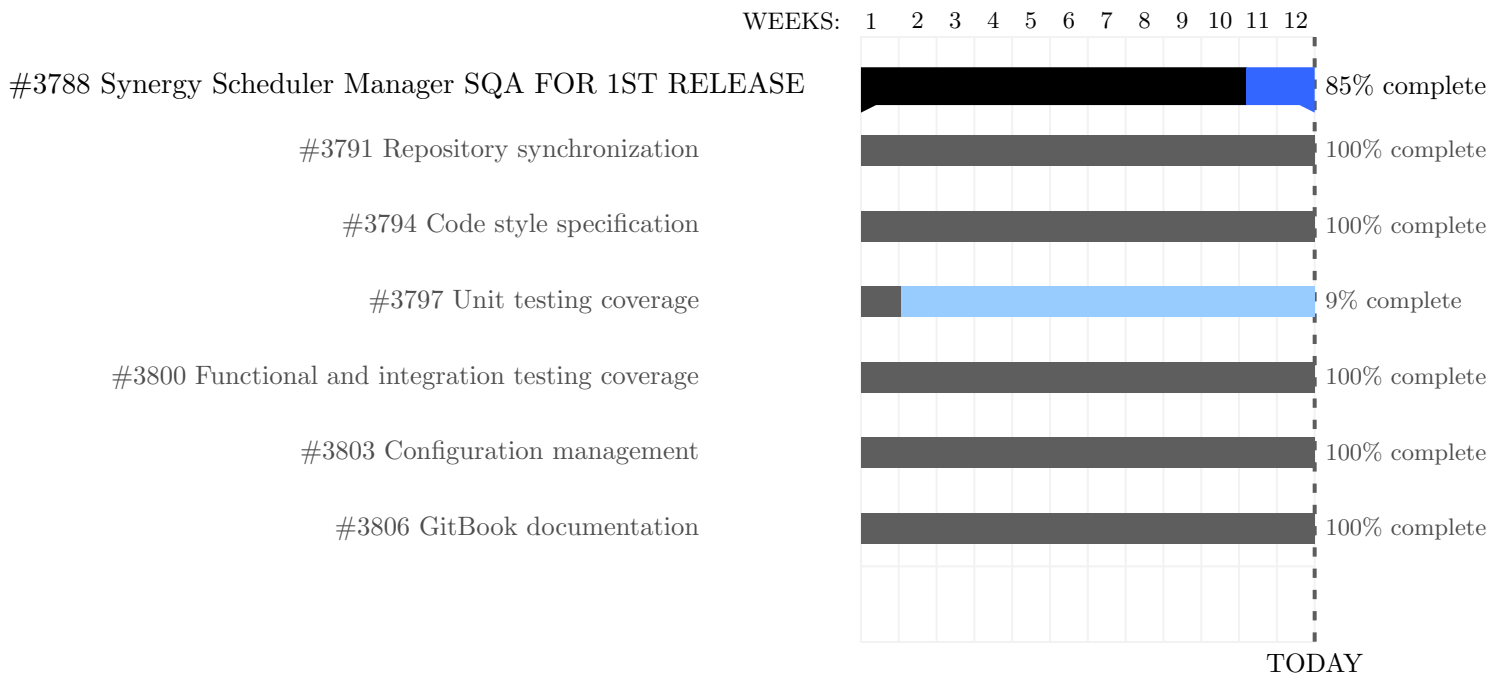 WEEKS: 1 2 3 4 5 6 7 8 9 10 11 12
#3788 Synergy Scheduler Manager SQA FOR 1ST RELEASE 85% complete
#3791 Repository synchronization 100% complete
#3794 Code style specification 100% complete
#3797 Unit testing coverage 9% complete
#3800 Functional and integration testing coverage 100% complete
#3803 Configuration management 100% complete
#3806 GitBook documentation 100% complete
TODAY